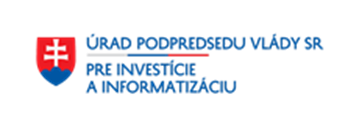 ÚRAD PODPREDSEDU VLÁDY SR
PRE INVESTÍCIE
A INFORMATIZÁCIU